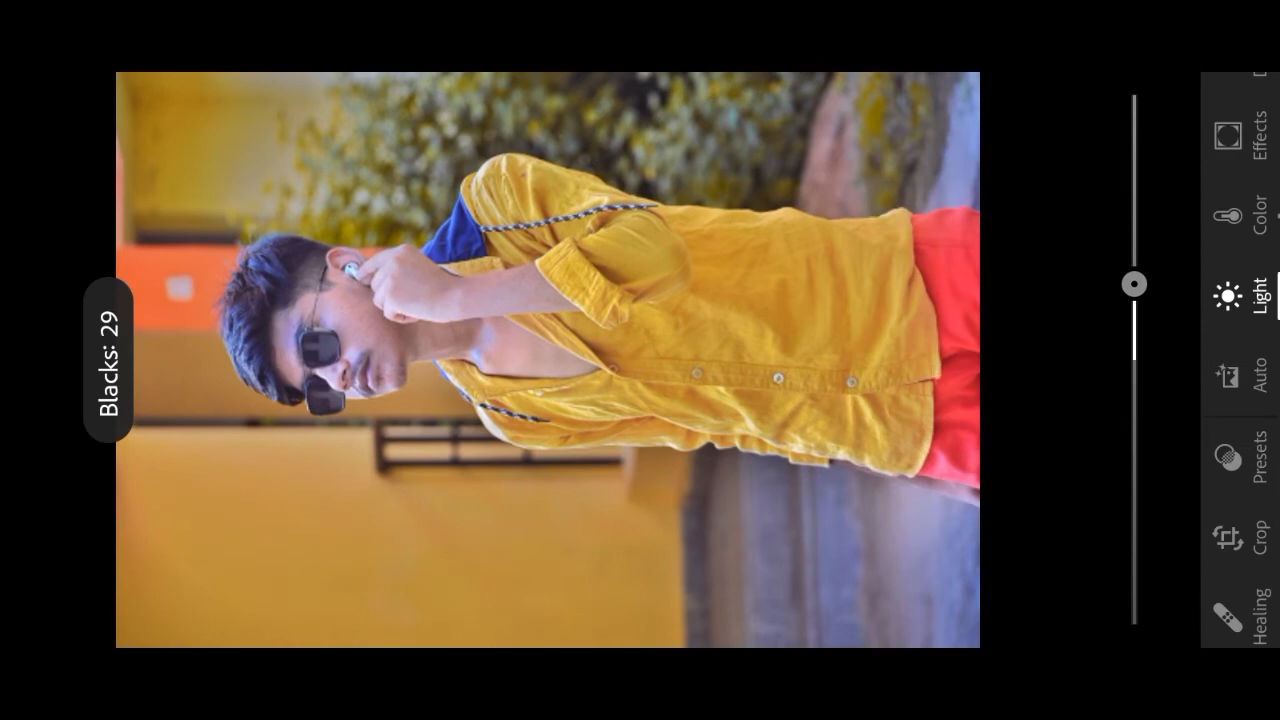 Blacks: 29
Healing
Crop
Presets
Auto
Light
Color
Effects